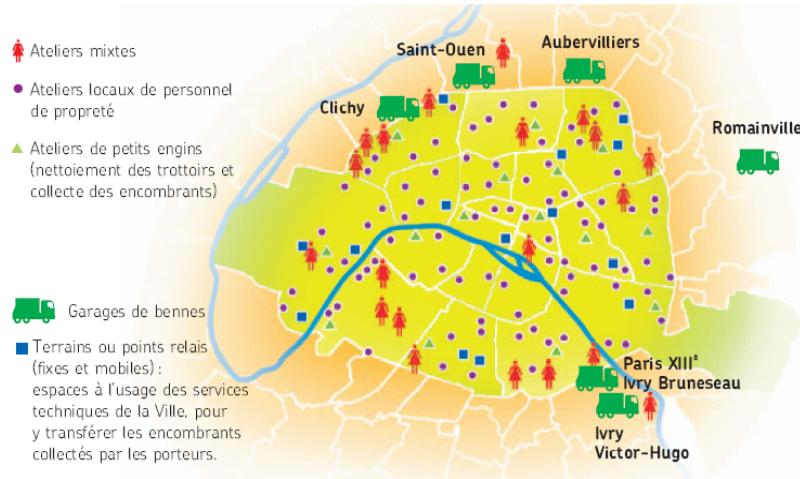 Ateliers mixtes
Ateliers locaux de personnel
de propreté
Ateliers de petits engins
(nettoiement des trottoirs et
collecte des encombrants)
Garages de bennes
Terrains ou points relais
(fixes et mobiles) :
espaces à l'usage des services
techniques de la Ville, pour
y transférer les encombrants
collectés par les porteurs.
Saint-Ouen
Aubervilliers
Clichy
Romainville
Paris XIIIe
Ivry Bruneseau
Ivry
Victor-Hugo